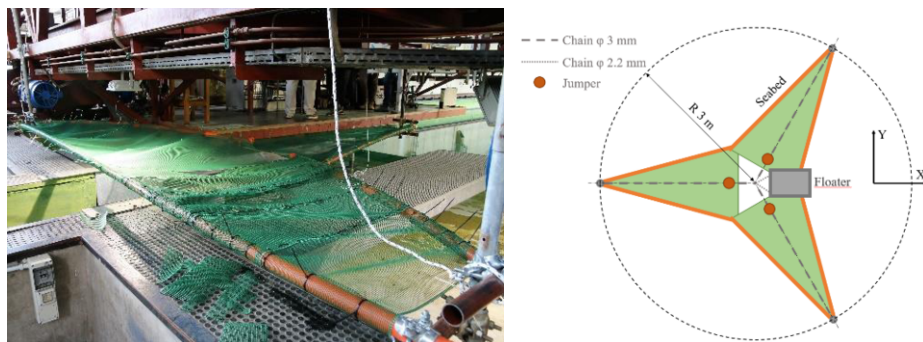 Chain φ 3 mm
Chain φ 2.2 mm
Jumper
R 3 m
Seabed
Y
X
Floater